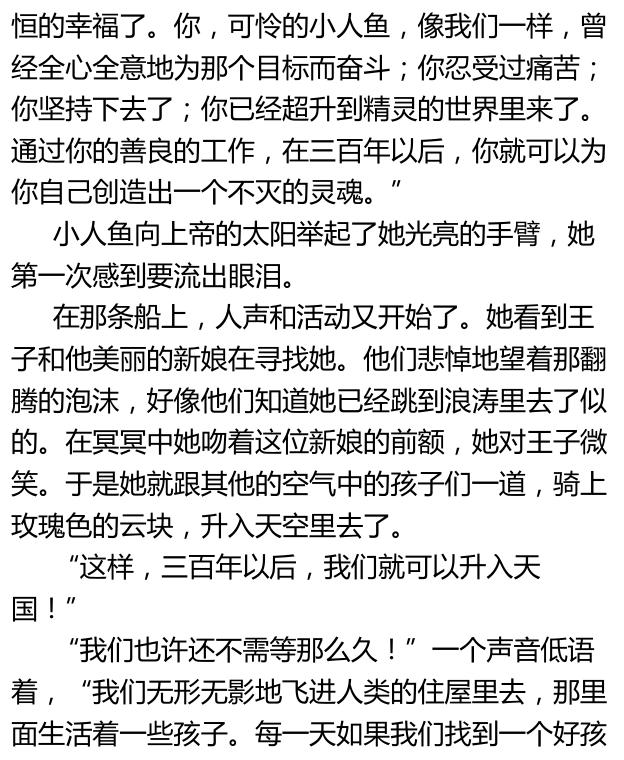 恒的幸福了。你，可怜的小人鱼，像我们一样，曾
经全心全意地为那个目标而奋斗；你忍受过痛苦；
你坚持下去了；你已经超升到精灵的世界里来了。
通过你的善良的工作，在三百年以后，你就可以为
你自己创造出一个不灭的灵魂。”
小人鱼向上帝的太阳举起了她光亮的手臂，她
第一次感到要流出眼泪。
在那条船上，人声和活动又开始了。她看到王
子和他美丽的新娘在寻找她。他们悲悼地望着那翻
腾的泡沫，好像他们知道她已经跳到浪涛里去了似
的。在冥冥中她吻着这位新娘的前额，她对王子微
笑。于是她就跟其他的空气中的孩子们一道，骑上
玫瑰色的云块，升入天空里去了。
“这样，三百年以后，我们就可以升入天
国！”
“我们也许还不需等那么久！”一个声音低语
着，“我们无形无影地飞进人类的住屋里去，那里
面生活着一些孩子。每一天如果我们找到一个好孩